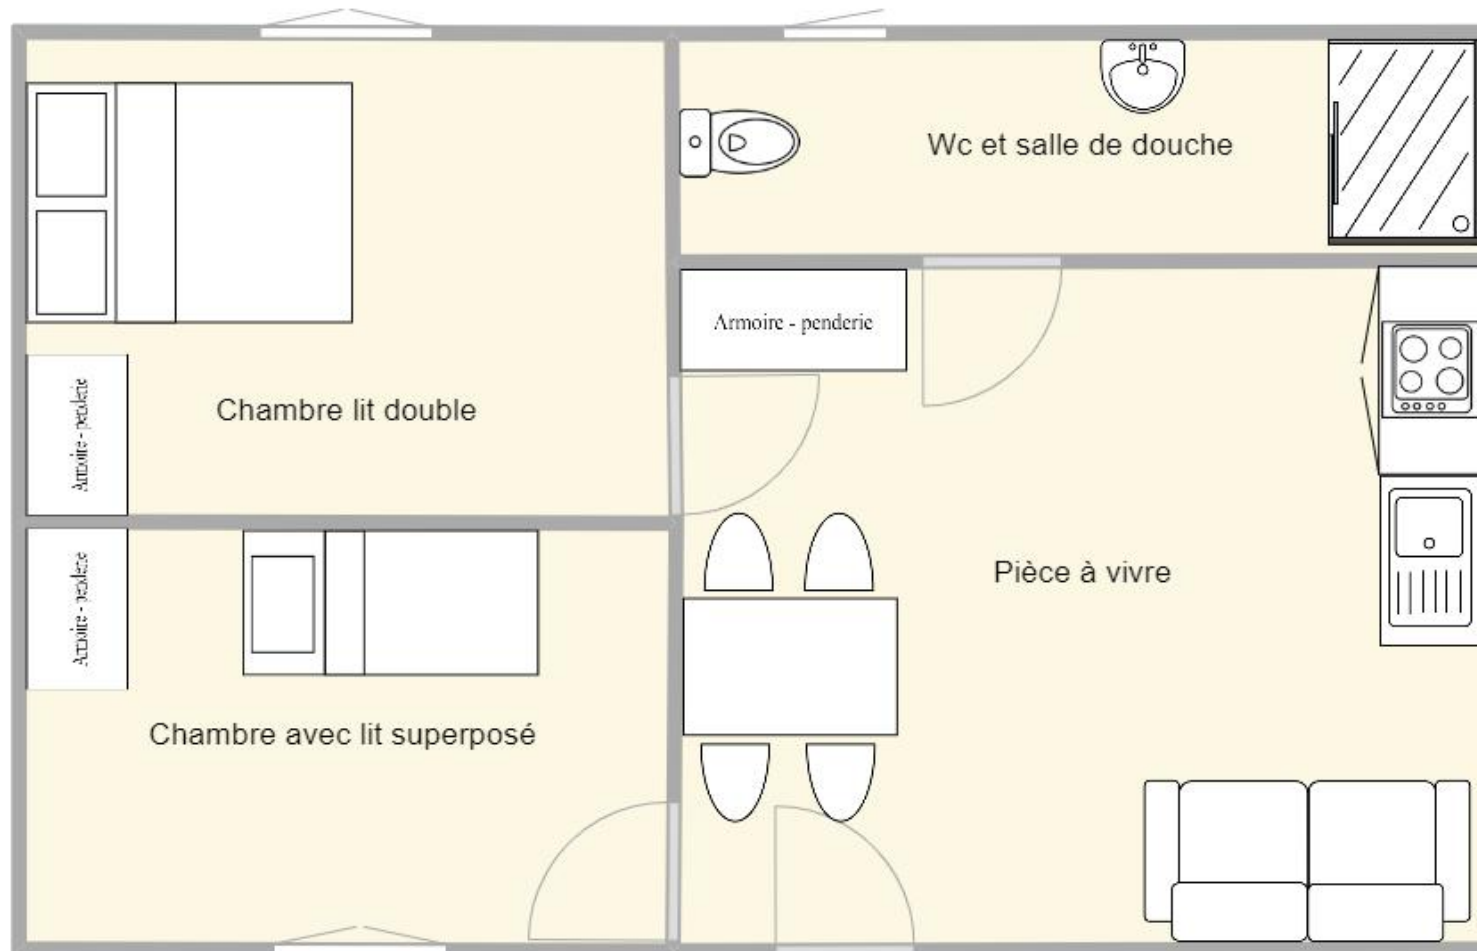 Wc et salle de douche
Armoire - penderie
Chambre lit double
Armoire - penderie
Pièce à vivre
Armoire - penderie
Chambre avec lit superposé